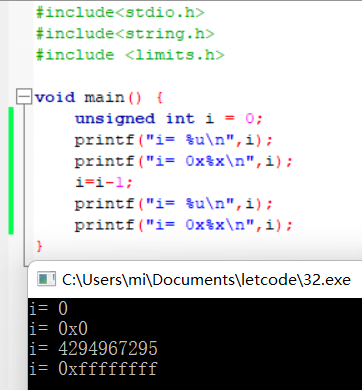 #include<stdio.h>
#include<string.h>
#include <limits.h>
void main() {
unsigned int i = 0;
printf("i= %u\n",i);
printf("i= 0x%x\n",i);
i=i-1;
printf("i= %u\n",i);
printf("i= 0x%x\n",i);
}
C:\Users\mi\Documents\letcode\32.exe
i= 0
i= 0x0
i= 4294967295
i= 0xffffffff